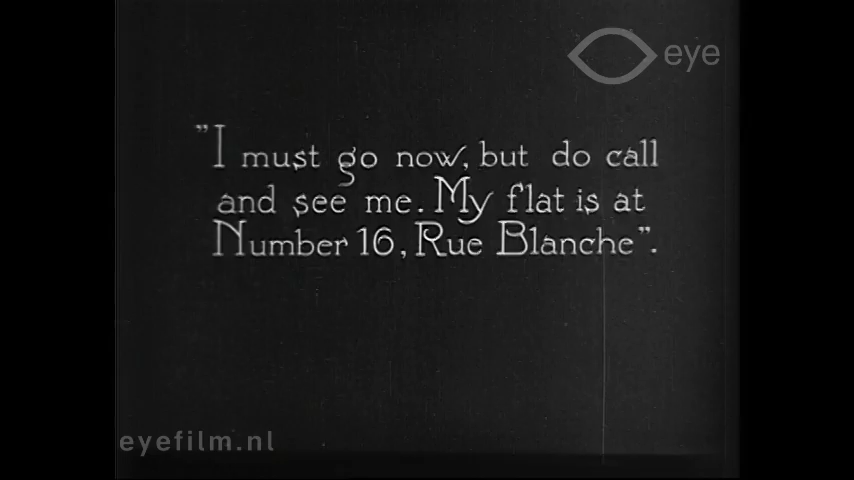 eye
"I must go now, but do call
and see me. My flat is at
Number 16, Rue Blanche".
eyefilm.nl